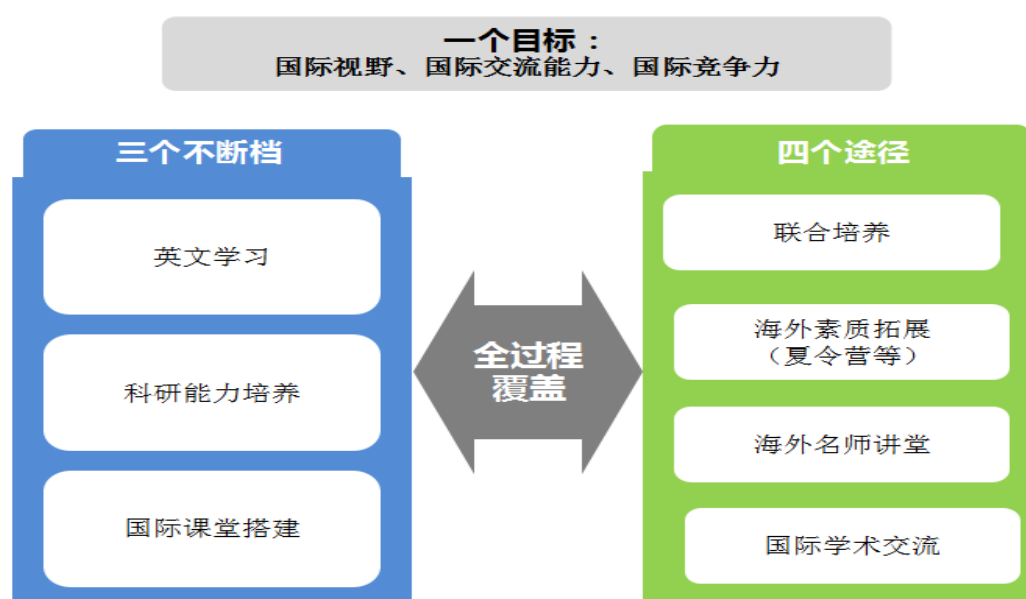 一个目标：
国际视野、国际交流能力、国际竞争力
三个不断档
英文学习
科研能力培养
国际课堂搭建
全过程
覆盖
四个途径
联合培养
海外素质拓展
（夏令营等）
海外名师讲堂
国际学术交流